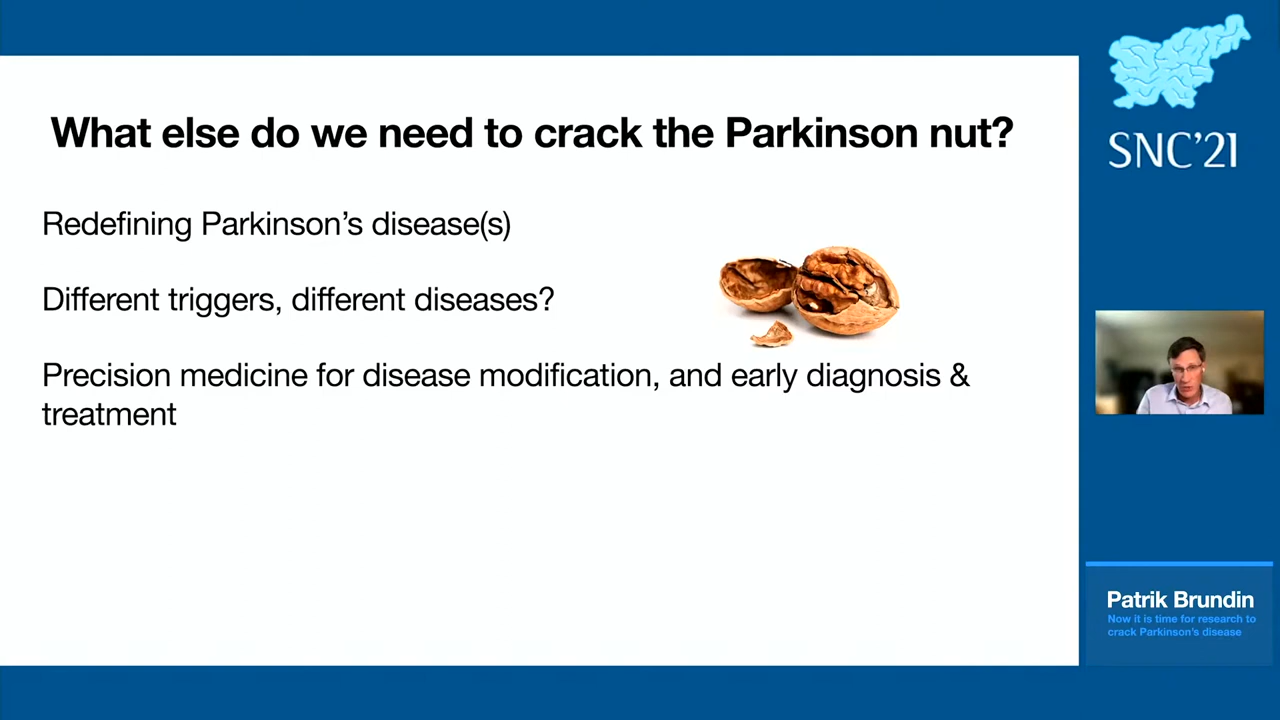 What else do we need to crack the Parkinson nut?
Redefining Parkinson’s disease(s)
Different triggers, different diseases?
Precision medicine for disease modification, and early diagnosis &
treatment
SNC’21
Patrik Brundin
Now it is time for research to
crack Parkinson's disease